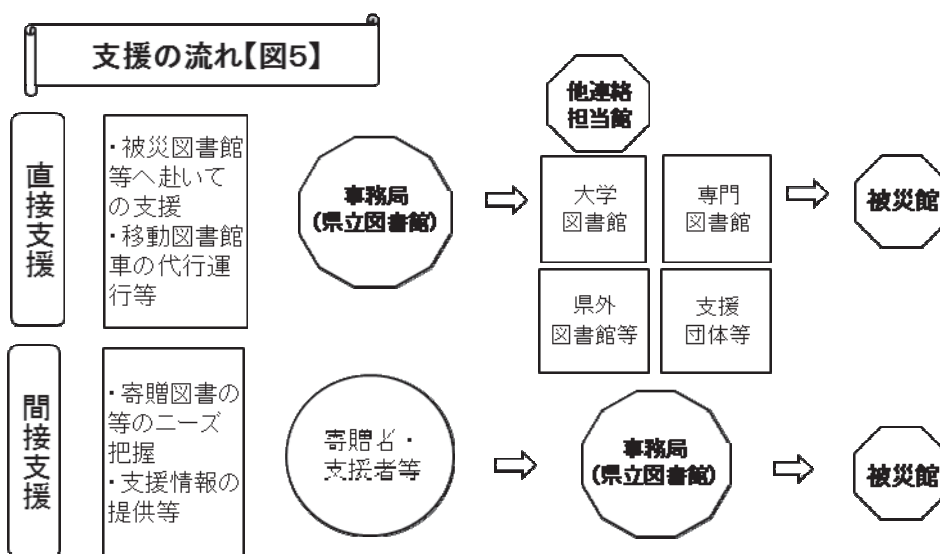 支援の流れ【図5】
直接支援
・被災図書館
等へ赴いて
の支援
・移動図書館
車の代行運
行等
事務局
(県立図書館)
他連絡
担当館
大学
図書館
専門
図書館
県外
図書館等
支援
団体等
被災館
間接支援
・寄贈図書の
等のニーズ
把握
・支援情報の
提供等
寄贈者・
支援者等
事務局
(県立図書館)
被災館